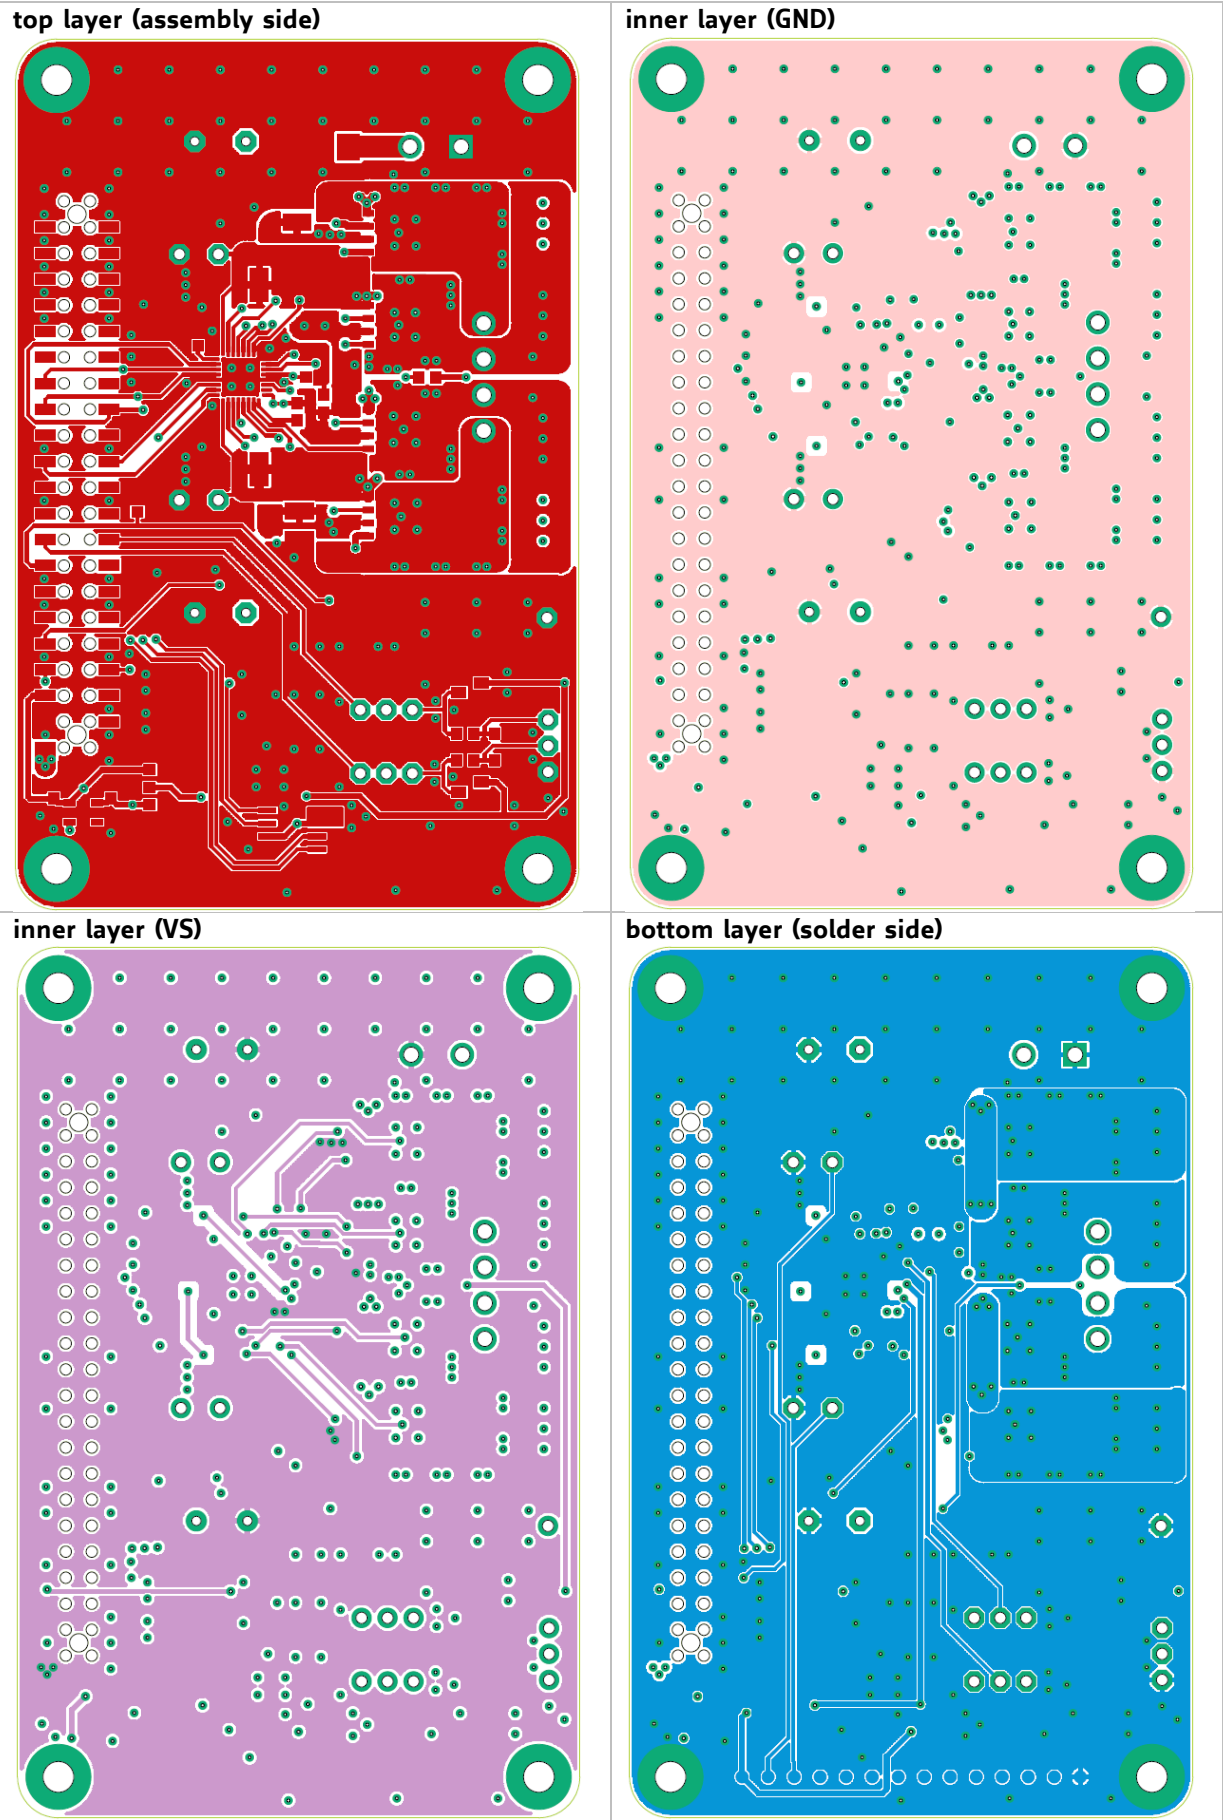 top layer (assembly side)
inner layer (GND)
inner layer (VS)
bottom layer (solder side)